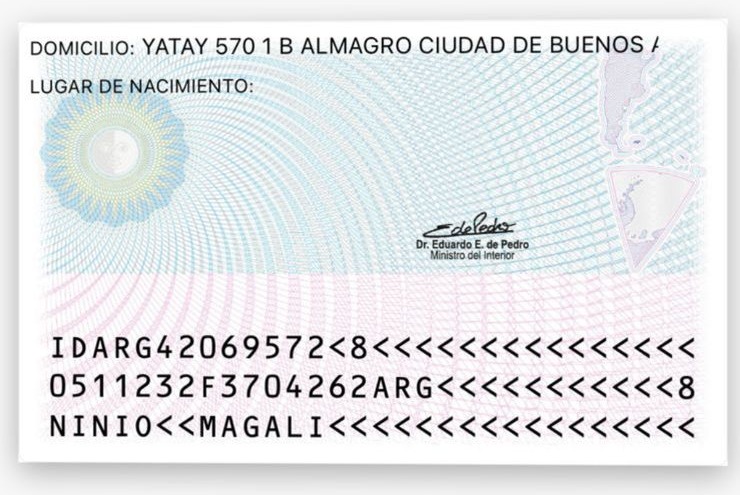 DOMICILIO: YATAY 570 1 B ALMAGRO CIUDAD DE BUENOS
LUGAR DE NACIMIENTO:
EdePedro
Dr. Eduardo E. de Pedro
Ministro del Interior
IDARG42069572<8<<<<<<<<<<<<<<<
0511232F3704262ARG<<<<<<<<<<<8
NINIO<<MAGALI<<<<<<<<<<<<<<<<<